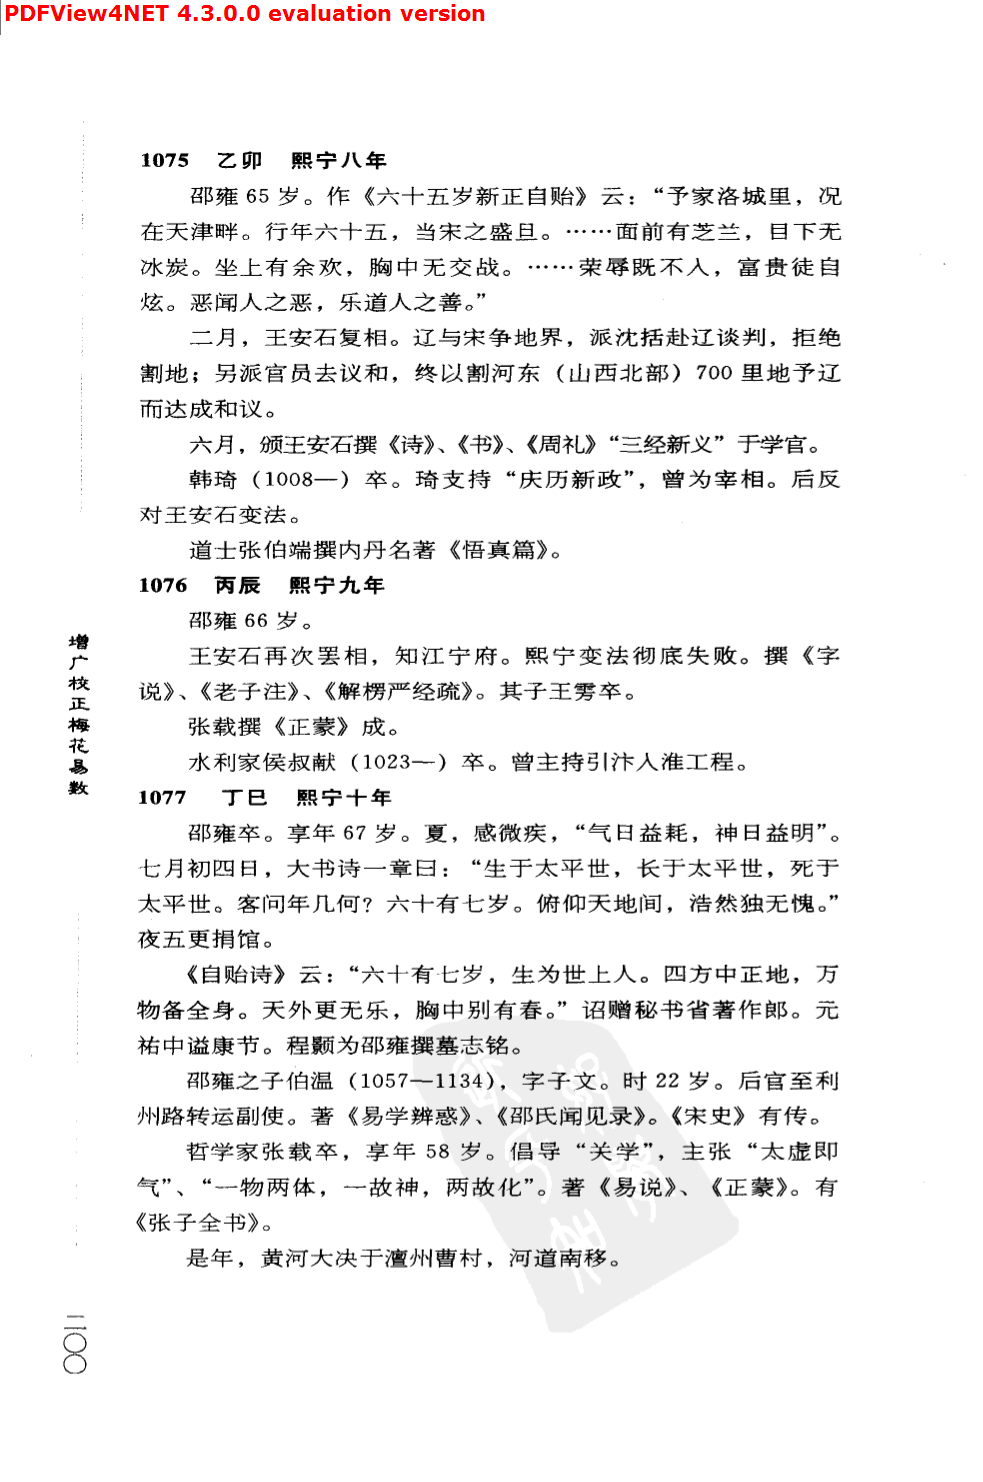 PDFView4NET 4.3.0.0 evaluation version
1075 乙卯 熙宁八年
邵雍 65 岁。作《六十五岁新正自贻》云：“予家洛城里，况
在天津畔。行年六十五，当宋之盛旦。……面前有芝兰，目下无
冰炭。坐上有余欢，胸中无交战。……荣辱既不入，富贵徒自
炫。恶闻人之恶，乐道人之善。”
二月，王安石复相。辽与宋争地界，派沈括赴辽谈判，拒绝
割地；另派官员去议和，终以割河东（山西北部）700 里地予辽
而达成和议。
六月，颁王安石撰《诗》、《书》、《周礼》“三经新义”于学官。
韩琦（1008—）卒。琦支持“庆历新政”，曾为宰相。后反
对王安石变法。
道士张伯端撰内丹名著《悟真篇》。
1076 丙辰 熙宁九年
邵雍 66 岁。
王安石再次罢相，知江宁府。熙宁变法彻底失败。撰《字
说》、《老子注》、《解楞严经疏》。其子王雱卒。
张载撰《正蒙》成。
水利家侯叔献（1023—）卒。曾主持引汴入淮工程。
1077 丁巳 熙宁十年
邵雍卒。享年 67 岁。夏，感微疾，“气日益耗，神日益明”。
七月初四日，大书诗一章曰：“生于太平世，长于太平世，死于
太平世。客问年几何？六十有七岁。俯仰天地间，浩然独无愧。”
夜五更捐馆。
《自贻诗》云：“六十有七岁，生为世上人。四方中正地，万
物备全身。天外更无乐，胸中别有春。”诏赠秘书省著作郎。元
祐中谥康节。程颢为邵雍撰墓志铭。
邵雍之子伯温（1057—1134），字子文。时 22 岁。后官至利
州路转运副使。著《易学辨惑》、《邵氏闻见录》。《宋史》有传。
哲学家张载卒，享年 58 岁。倡导“关学”，主张“太虚即
气”、“一物两体，一故神，两故化”。著《易说》、《正蒙》。有
《张子全书》。
是年，黄河大决于澶州曹村，河道南移。
增广校正梅花易数
二〇〇